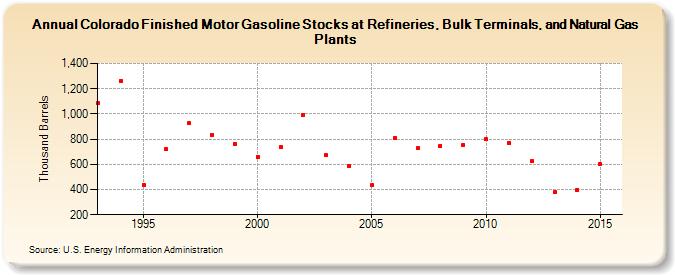 Annual Colorado Finished Motor Gasoline Stocks at Refineries, Bulk Terminals, and Natural Gas
Plants
Thousand Barrels
1,400
1,200
1,000
800
600
400
200
1995 2000 2005 2010 2015
Source: U.S. Energy Information Administration